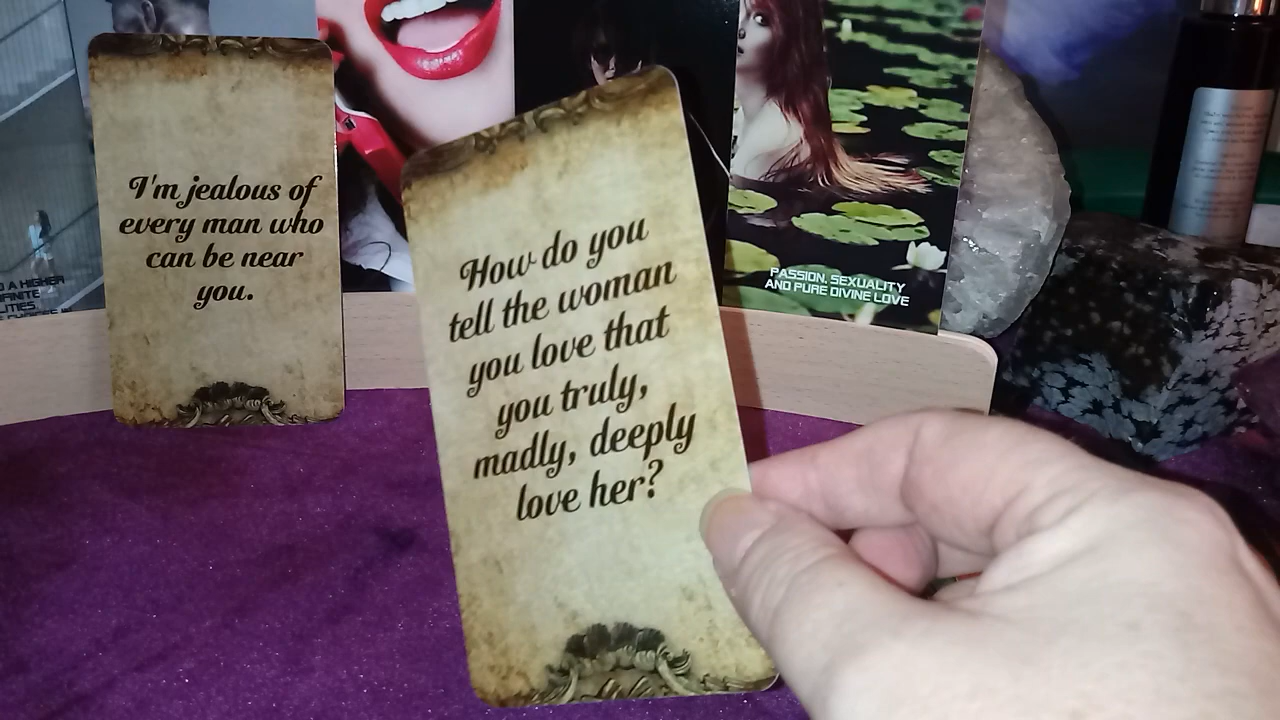 I'm jealous of
every man who
can be near
you.
How do you
tell the woman
you love that
you truly,
madly, deeply
love her?
PASSION, SEXUALITY
AND PURE DIVINE LOVE
O A HIGHER